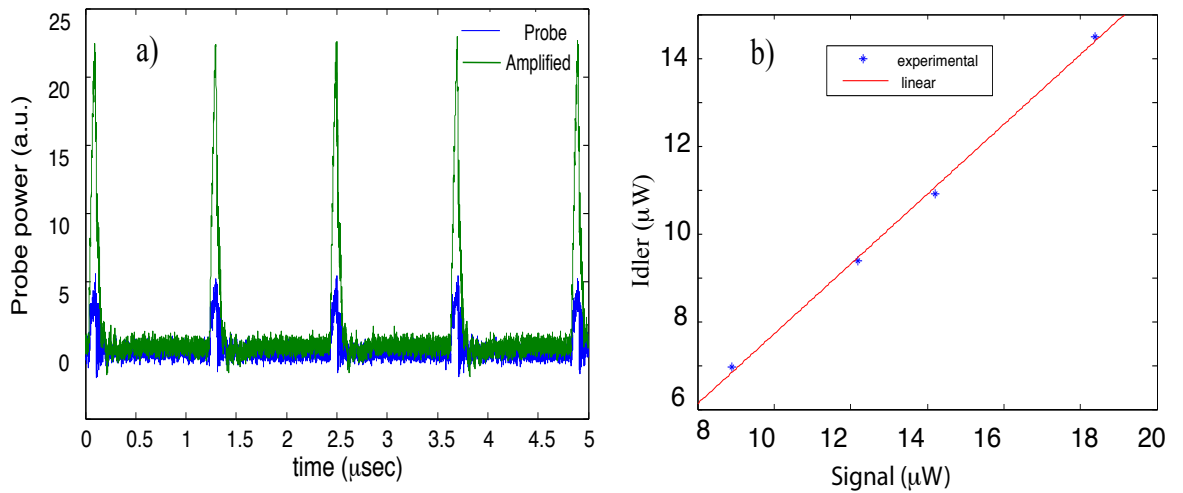 a)
Probe
Amplified
Probe power (a.u.)
25
20
15
10
5
0
0 0.5 1 1.5 2 2.5 3 3.5 4 4.5 5
time (μsec)
b)
experimental
linear
Idler (μW)
14
12
10
8
6
8 10 12 14 16 18 20
Signal (μW)